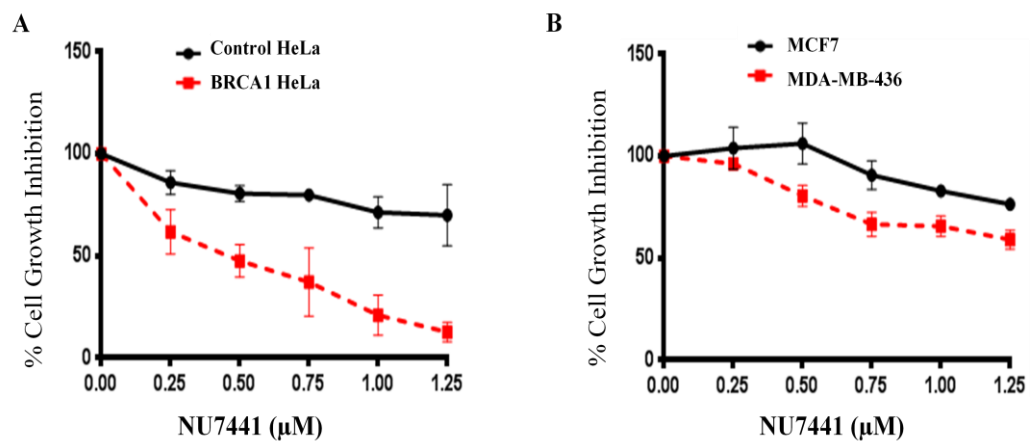 A
Control HeLa
BRCA1 HeLa
150
100
50
0
% Cell Growth Inhibition
0.00 0.25 0.50 0.75 1.00 1.25
NU7441 (μM)
B
MCF7
MDA-MB-436
150
100
50
0
% Cell Growth Inhibition
0.00 0.25 0.50 0.75 1.00 1.25
NU7441 (μM)